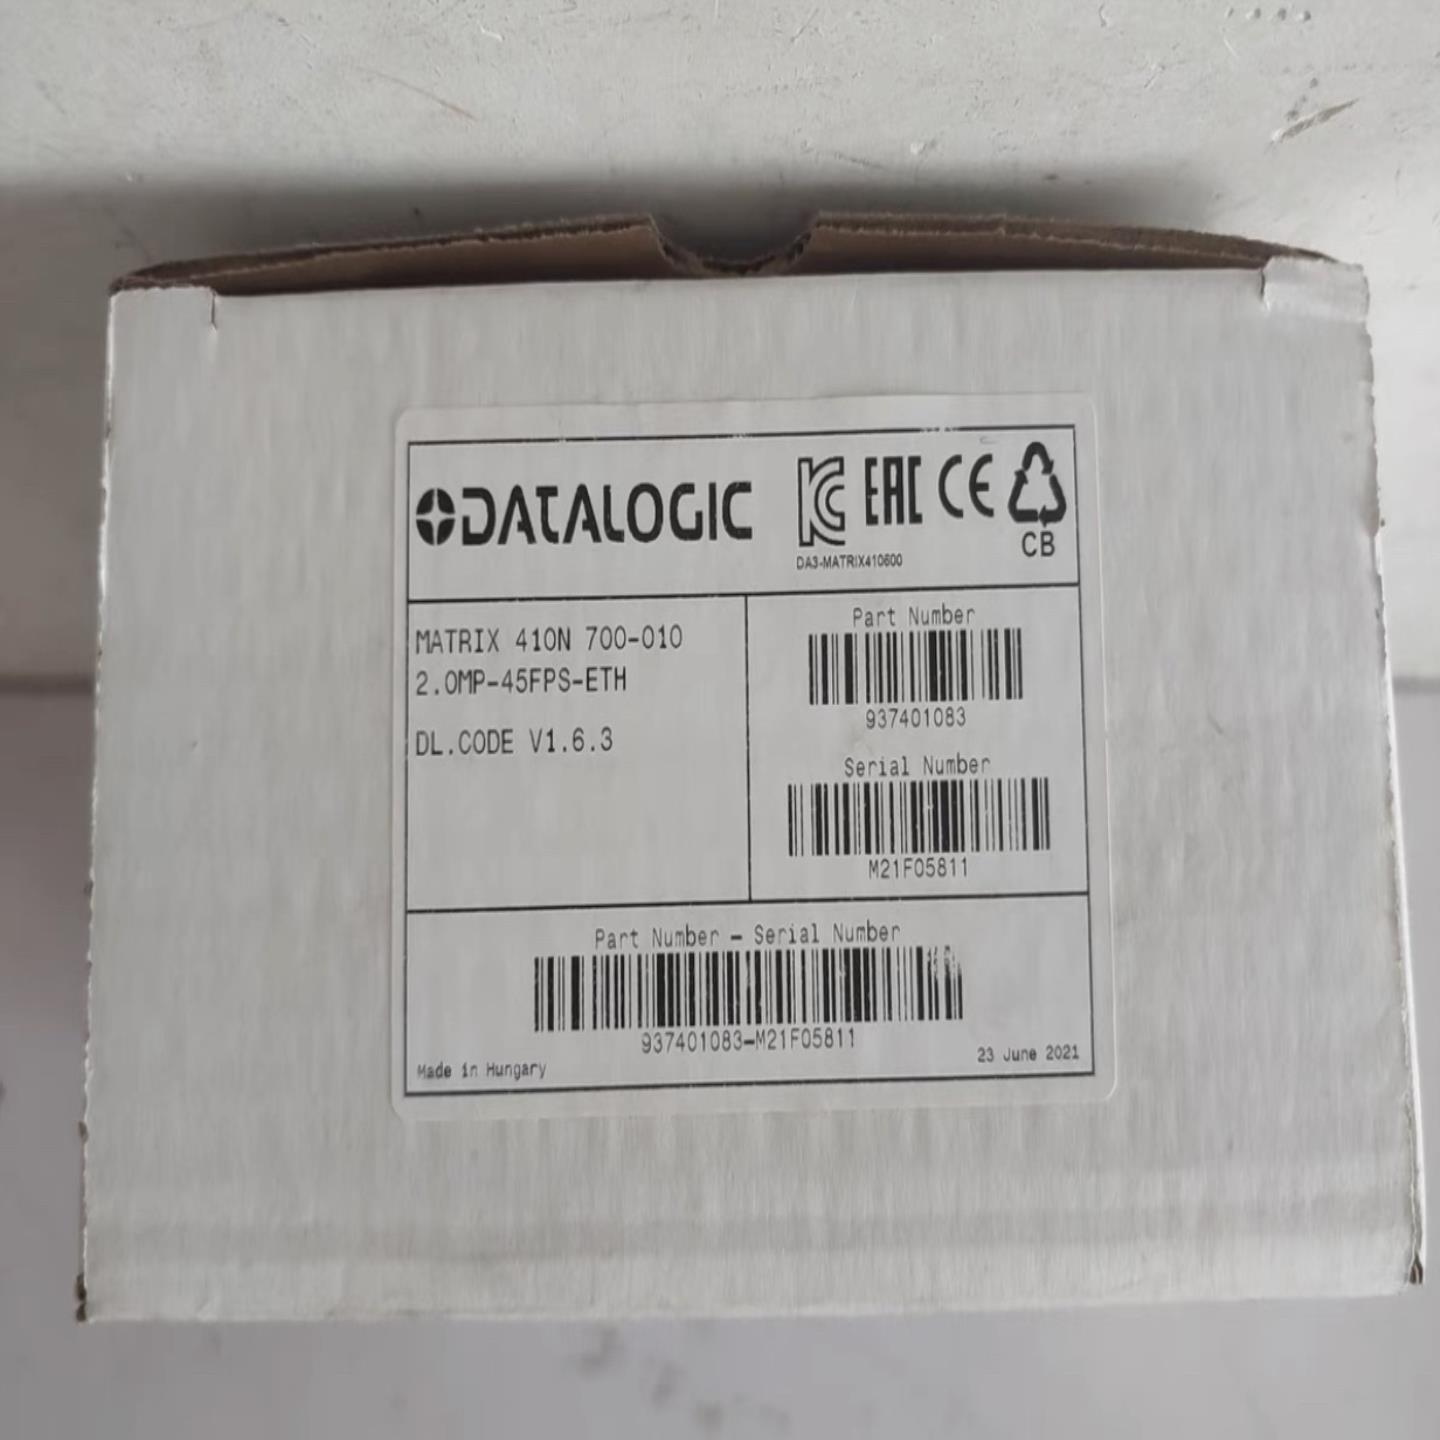 DATALOGIC
KC EAC CE
CB
DA3-MATRIX410600
MATRIX 410N 700-010
2.0MP-45FPS-ETH
DL.CODE V1.6.3
Part Number
937401083
Serial Number
M21F05811
Part Number - Serial Number
937401083-M21F05811
Made in Hungary
23 June 2021